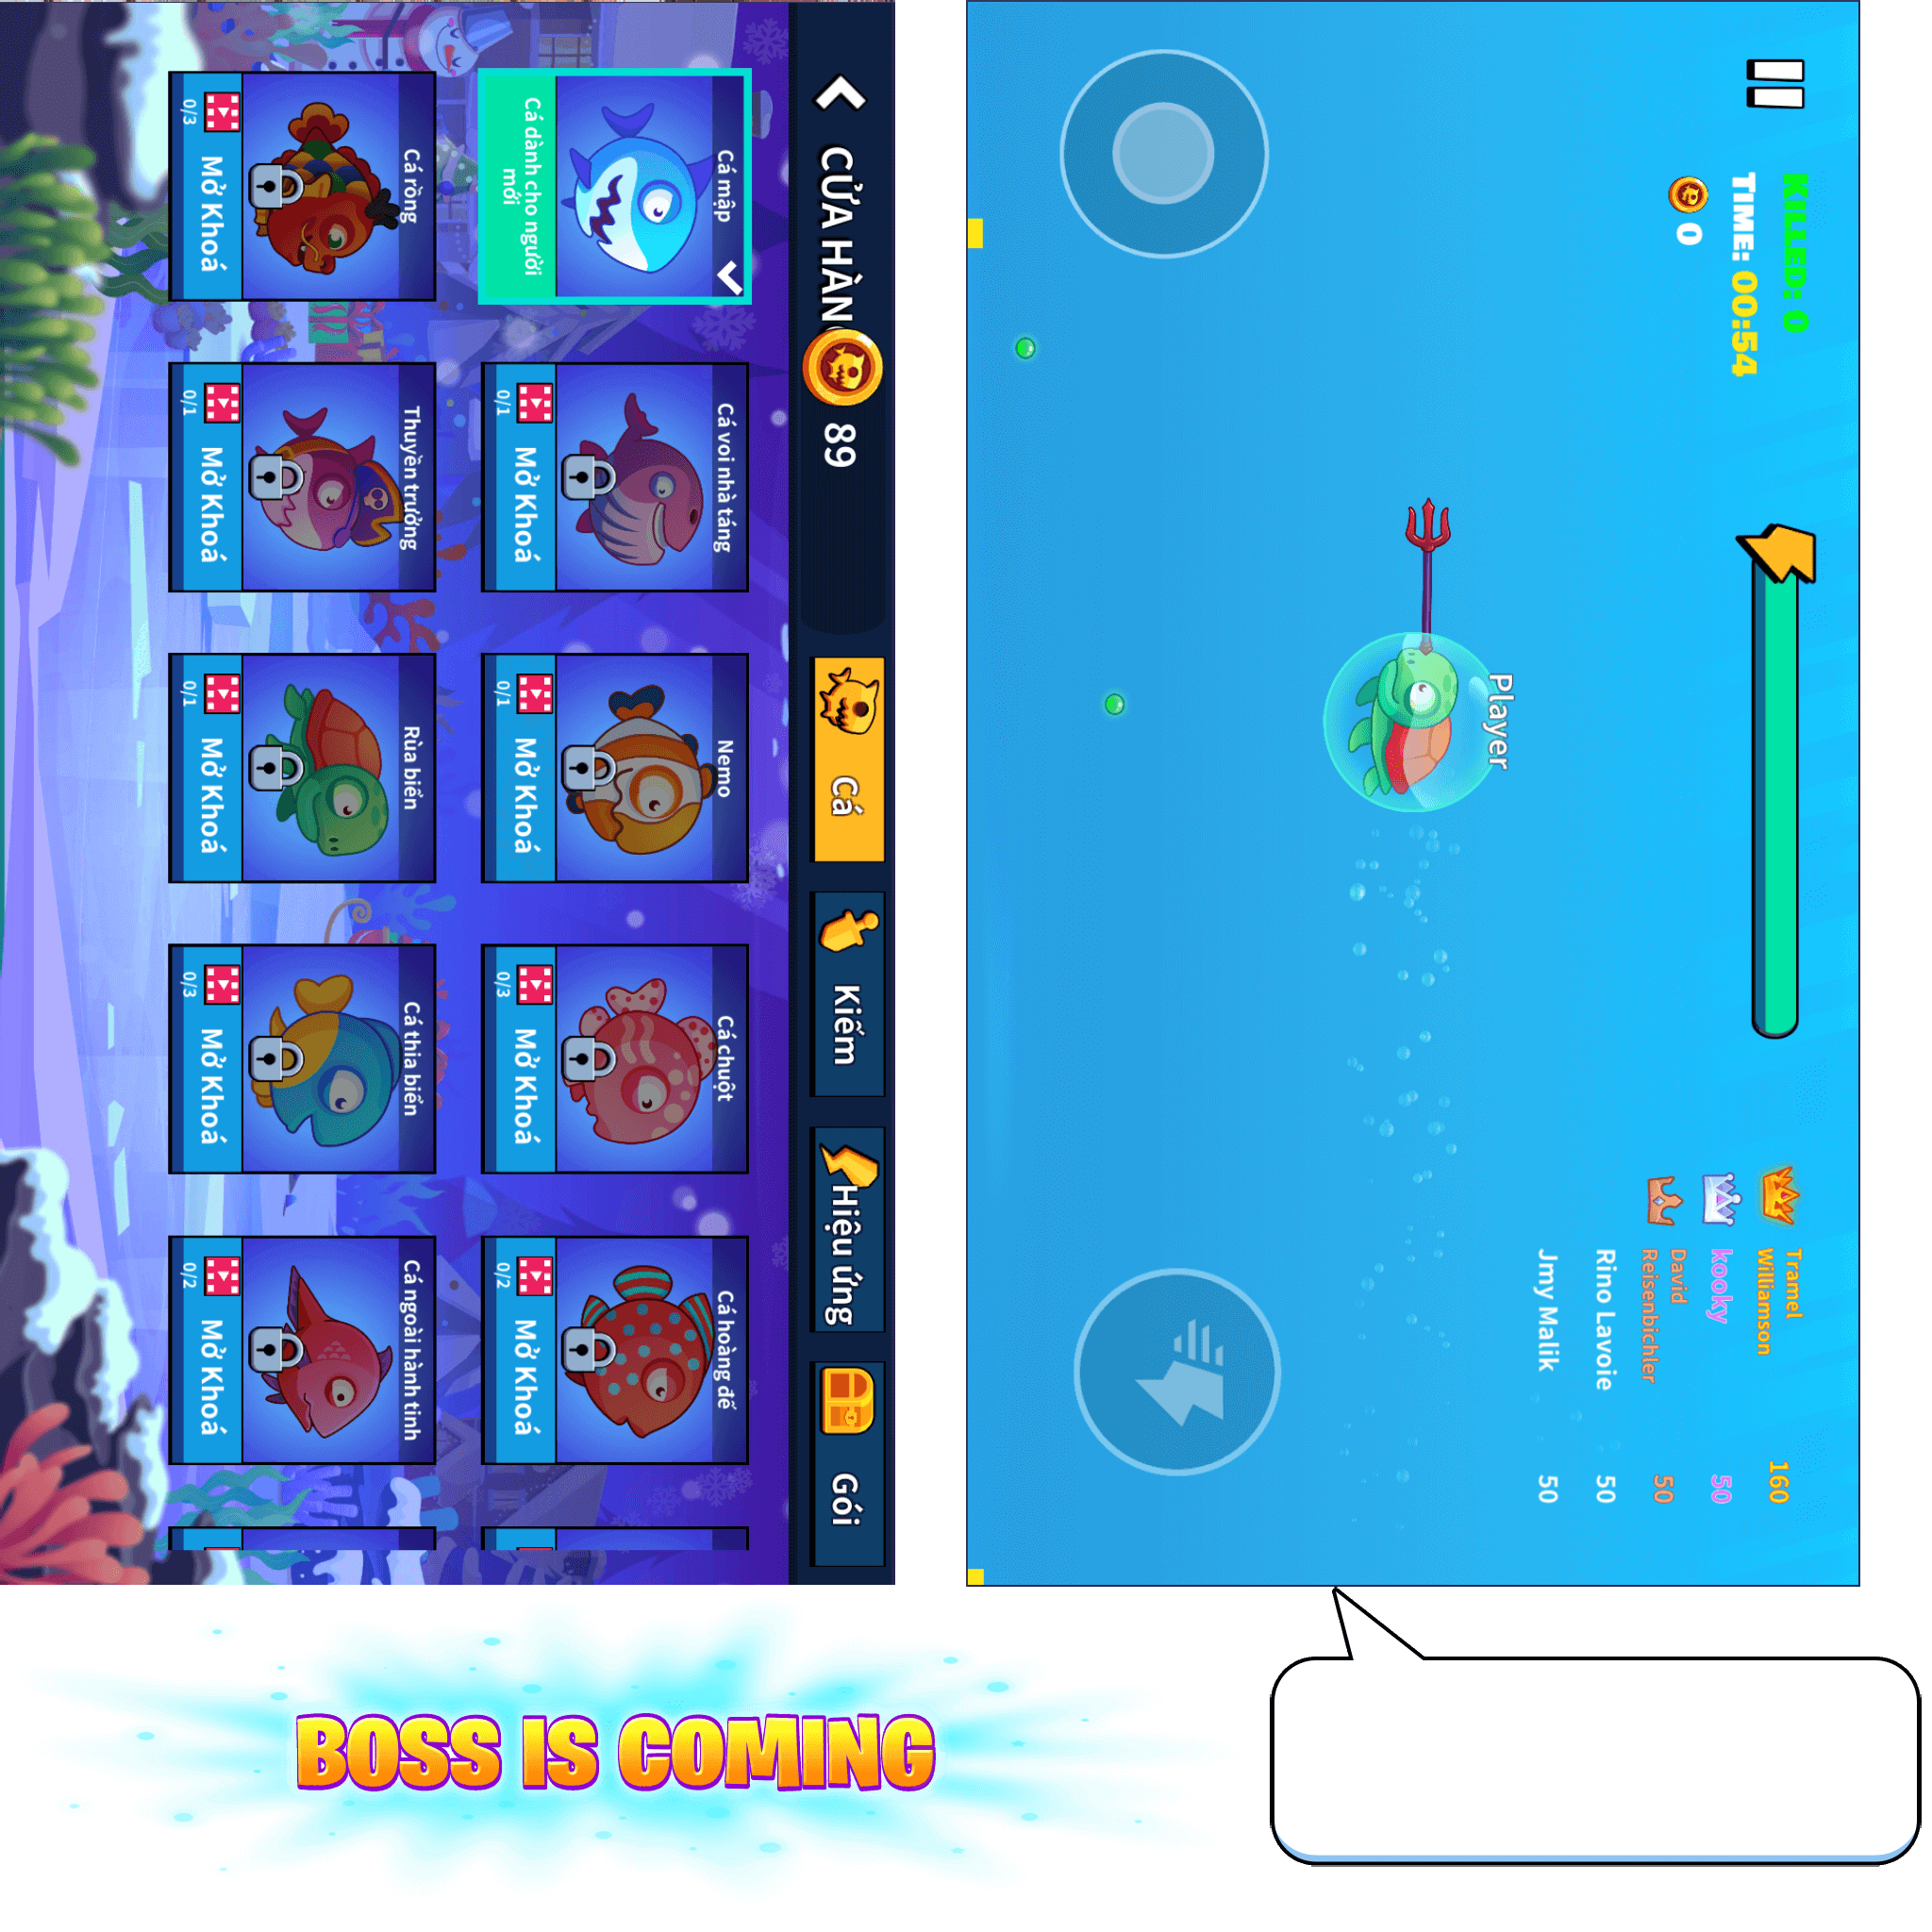 CỬA HÀN
89
Cá
Kiếm
Hiệu ứng
Gói
Cá mập
Cá dành cho người
mới
Cá voi nhà táng
0/1
Mở Khoá
Nemo
0/1
Mở Khoá
Cá chuột
0/3
Mở Khoá
Cá hoàng đế
0/2
Mở Khoá
Cá rồng
0/3
Mở Khoá
Thuyền trưởng
0/1
Mở Khoá
Rùa biển
0/1
Mở Khoá
Cá thia biển
0/3
Mở Khoá
Cá ngoài hành tinh
0/2
Mở Khoá
KILLED: 0
TIME: 00:54
0
Player
Tramel
Williamson
160
kooky
50
David
Reisenbichler
50
Rino Lavoie
50
Jmy Malik
50
BOSS IS COMING